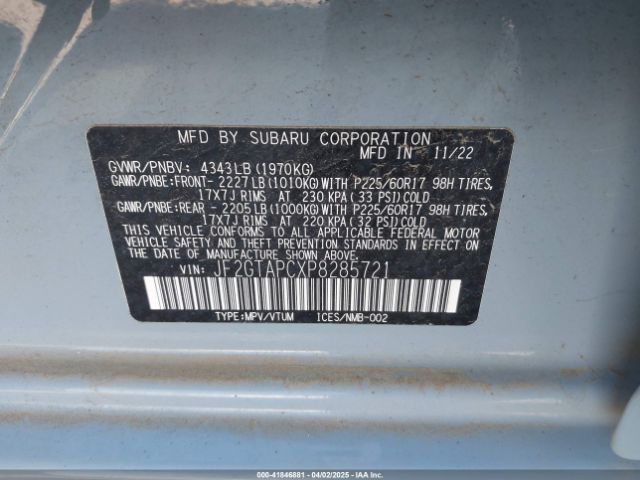 MFD BY SUBARU CORPORATION
MFD IN 11/22
GVWR/PNBV: 4343LB(1970KG)
GAWR/PNBE:FRONT- 2227LB(1010KG)WITH P225/60R17 98H TIRES,
17X7J RIMS AT 230 KPA(33 PSI)COLD
GAWR/PNBE:REAR - 2205LB(1000KG)WITH P225/60R17 98H TIRES,
17X7J RIMS AT 220 KPA(32 PSI)COLD
THIS VEHICLE CONFORMS TO ALL APPLICABLE FEDERAL MOTOR
VEHICLE SAFETY AND THEFT PREVENTION STANDARDS IN EFFECT ON
THE DATE OF MANUFACTURE SHOWN ABOVE.
VIN: JF2GTAPCXP8285721
TYPE:MPV/VTUM ICES/NMB-002
000-41846881 - 04/02/2025 - IAA Holdings, LLC.